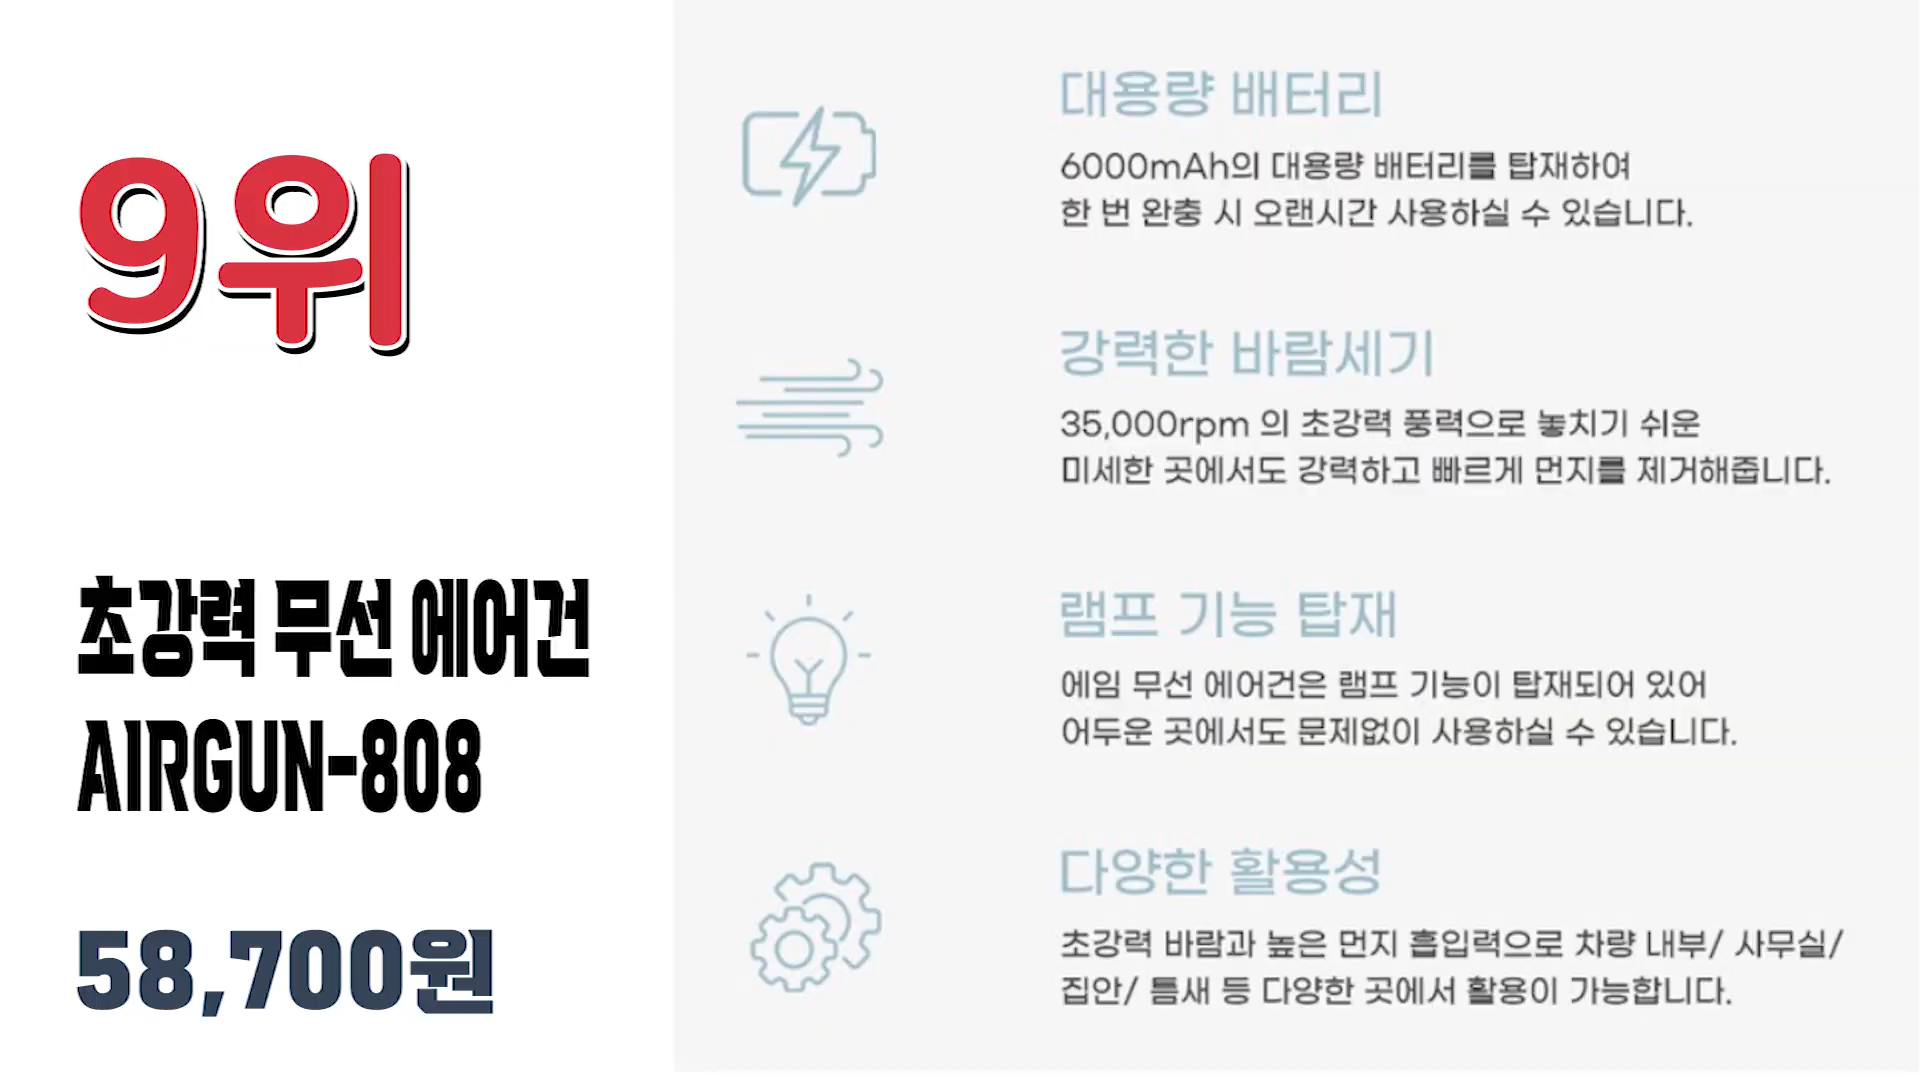 9위
초강력 무선 에어건
AIRGUN-808
58,700원
대용량 배터리
6000mAh의 대용량 배터리를 탑재하여
한 번 완충 시 오랜시간 사용하실 수 있습니다.
강력한 바람세기
35,000rpm 의 초강력 풍력으로 놓치기 쉬운
미세한 곳에서도 강력하고 빠르게 먼지를 제거해줍니다.
램프 기능 탑재
에임 무선 에어건은 램프 기능이 탑재되어 있어
어두운 곳에서도 문제없이 사용하실 수 있습니다.
다양한 활용성
초강력 바람과 높은 먼지 흡입력으로 차량 내부/ 사무실/
집안/ 틈새 등 다양한 곳에서 활용이 가능합니다.